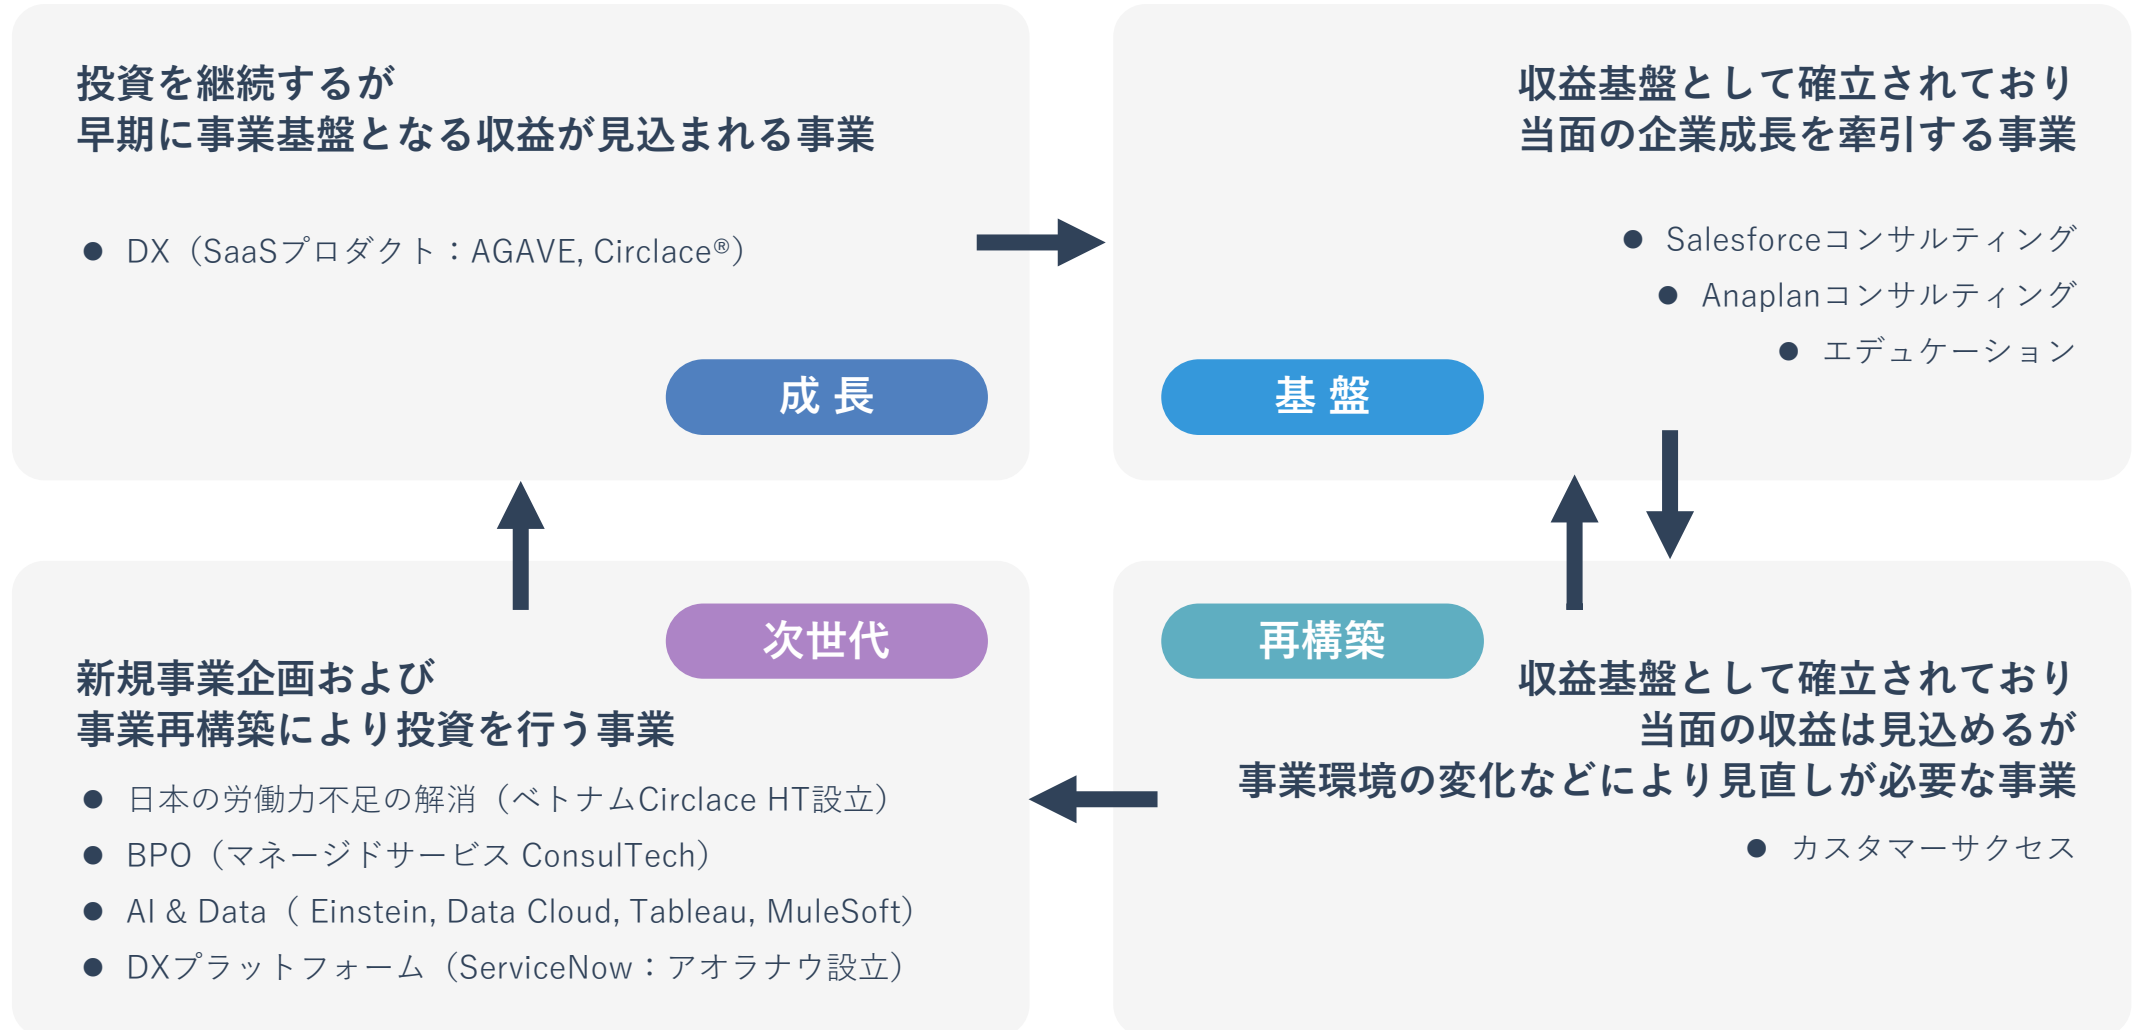 投資を継続するが
早期に事業基盤となる収益が見込まれる事業
● DX（SaaSプロダクト：AGAVE, Circlace®）
成 長
収益基盤として確立されており
当面の企業成長を牽引する事業
● Salesforceコンサルティング
● Anaplanコンサルティング
● エデュケーション
基 盤
次世代
新規事業企画および
事業再構築により投資を行う事業
● 日本の労働力不足の解消（ベトナムCirclace HT設立）
● BPO（マネージドサービス ConsulTech）
● AI & Data（ Einstein, Data Cloud, Tableau, MuleSoft）
● DXプラットフォーム（ServiceNow：アオラナウ設立）
再構築
収益基盤として確立されており
当面の収益は見込めるが
事業環境の変化などにより見直しが必要な事業
● カスタマーサクセス